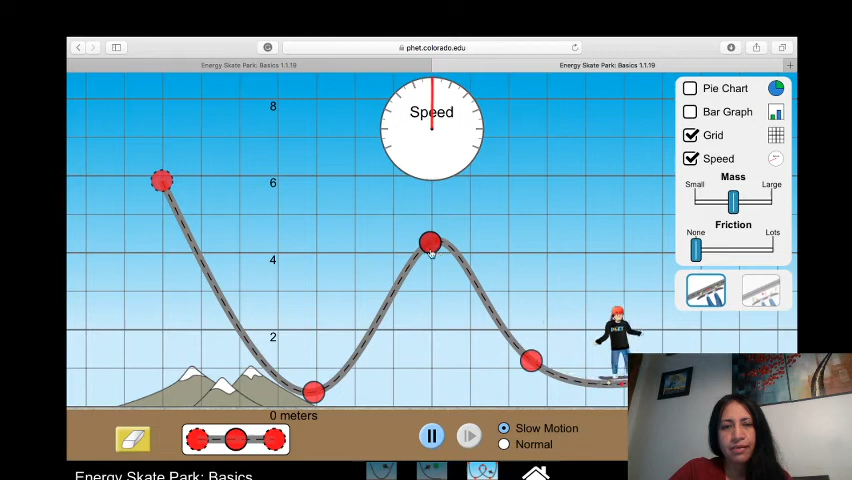 phet.colorado.edu
Energy Skate Park: Basics 1.1.19
Energy Skate Park: Basics 1.1.19
Speed
8
6
4
2
0 meters
Pie Chart
Bar Graph
Grid
Speed
Mass
Small
Large
Friction
None
Lots
PhET
Slow Motion
Normal
Energy Skate Park: Basics